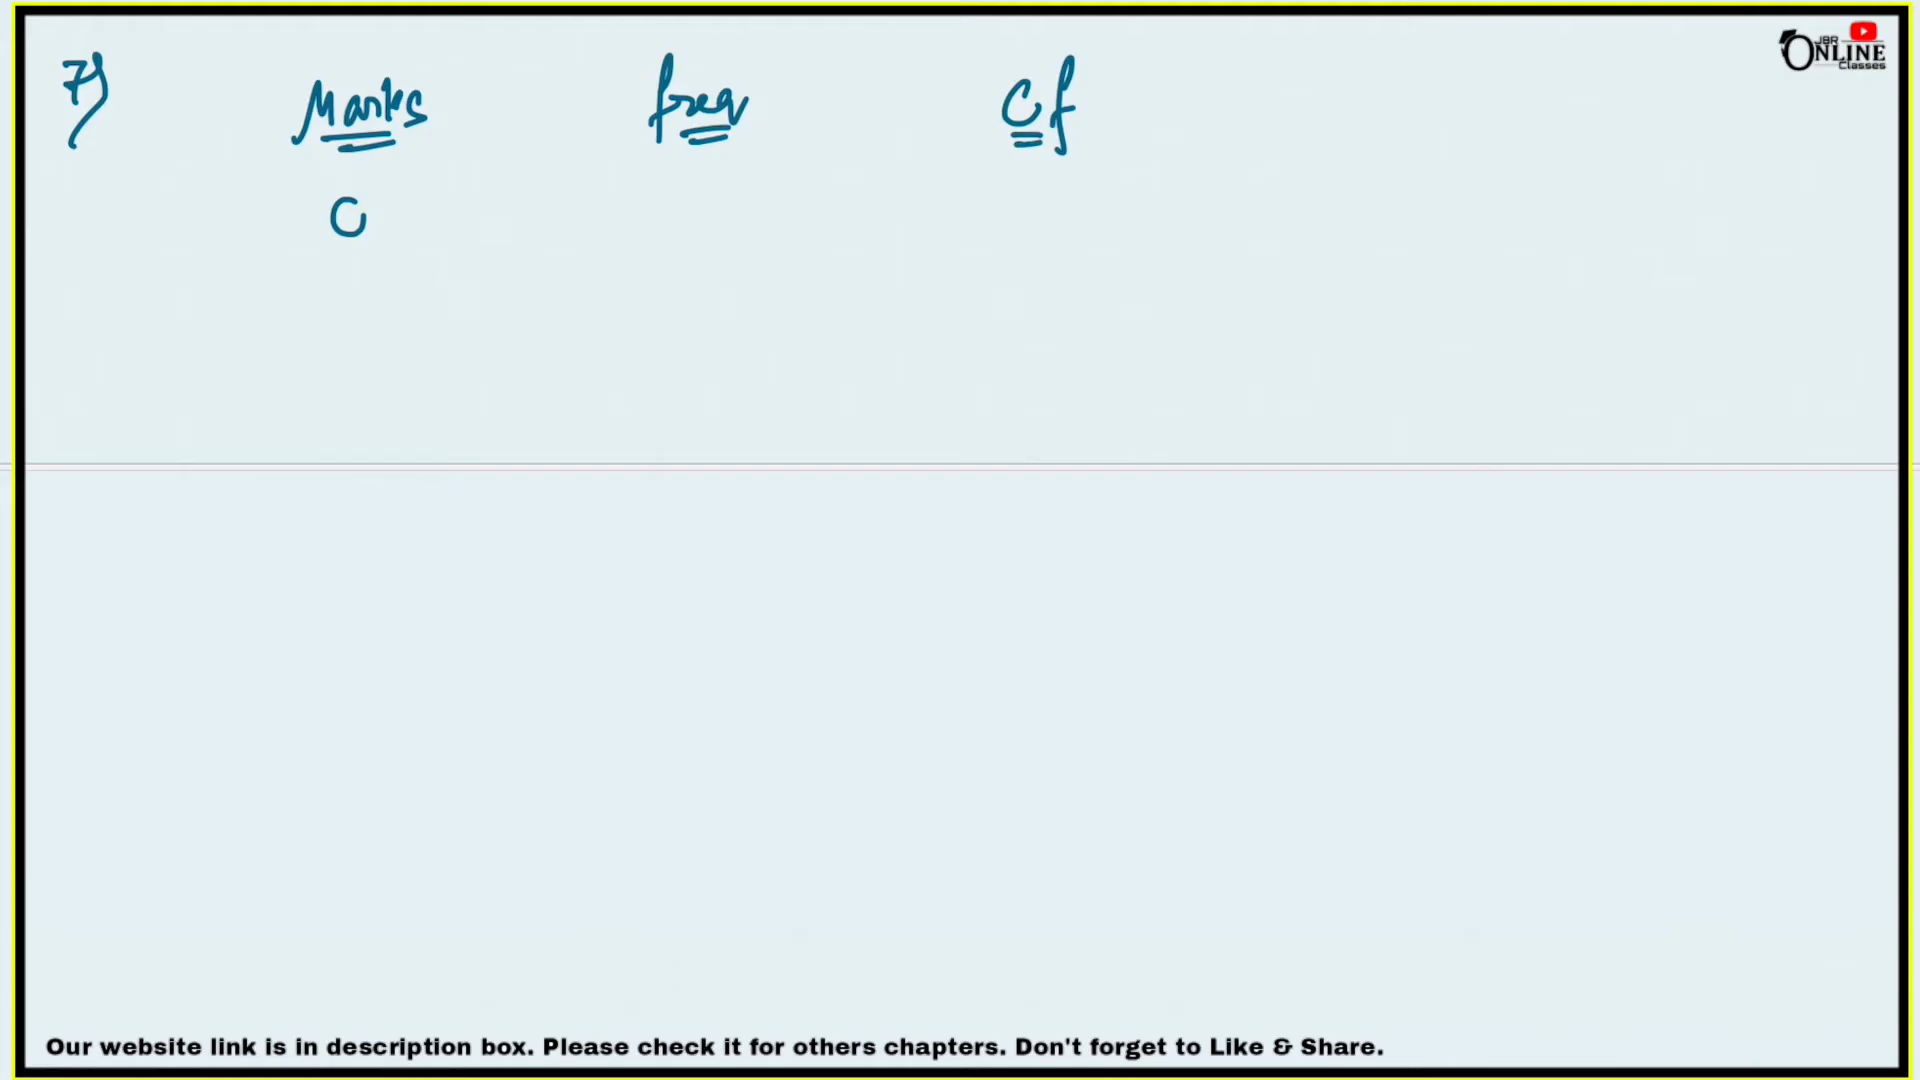 7) Marks freq Cf
0
JBR
ONLINE
Classes
Our website link is in description box. Please check it for others chapters. Don't forget to Like & Share.